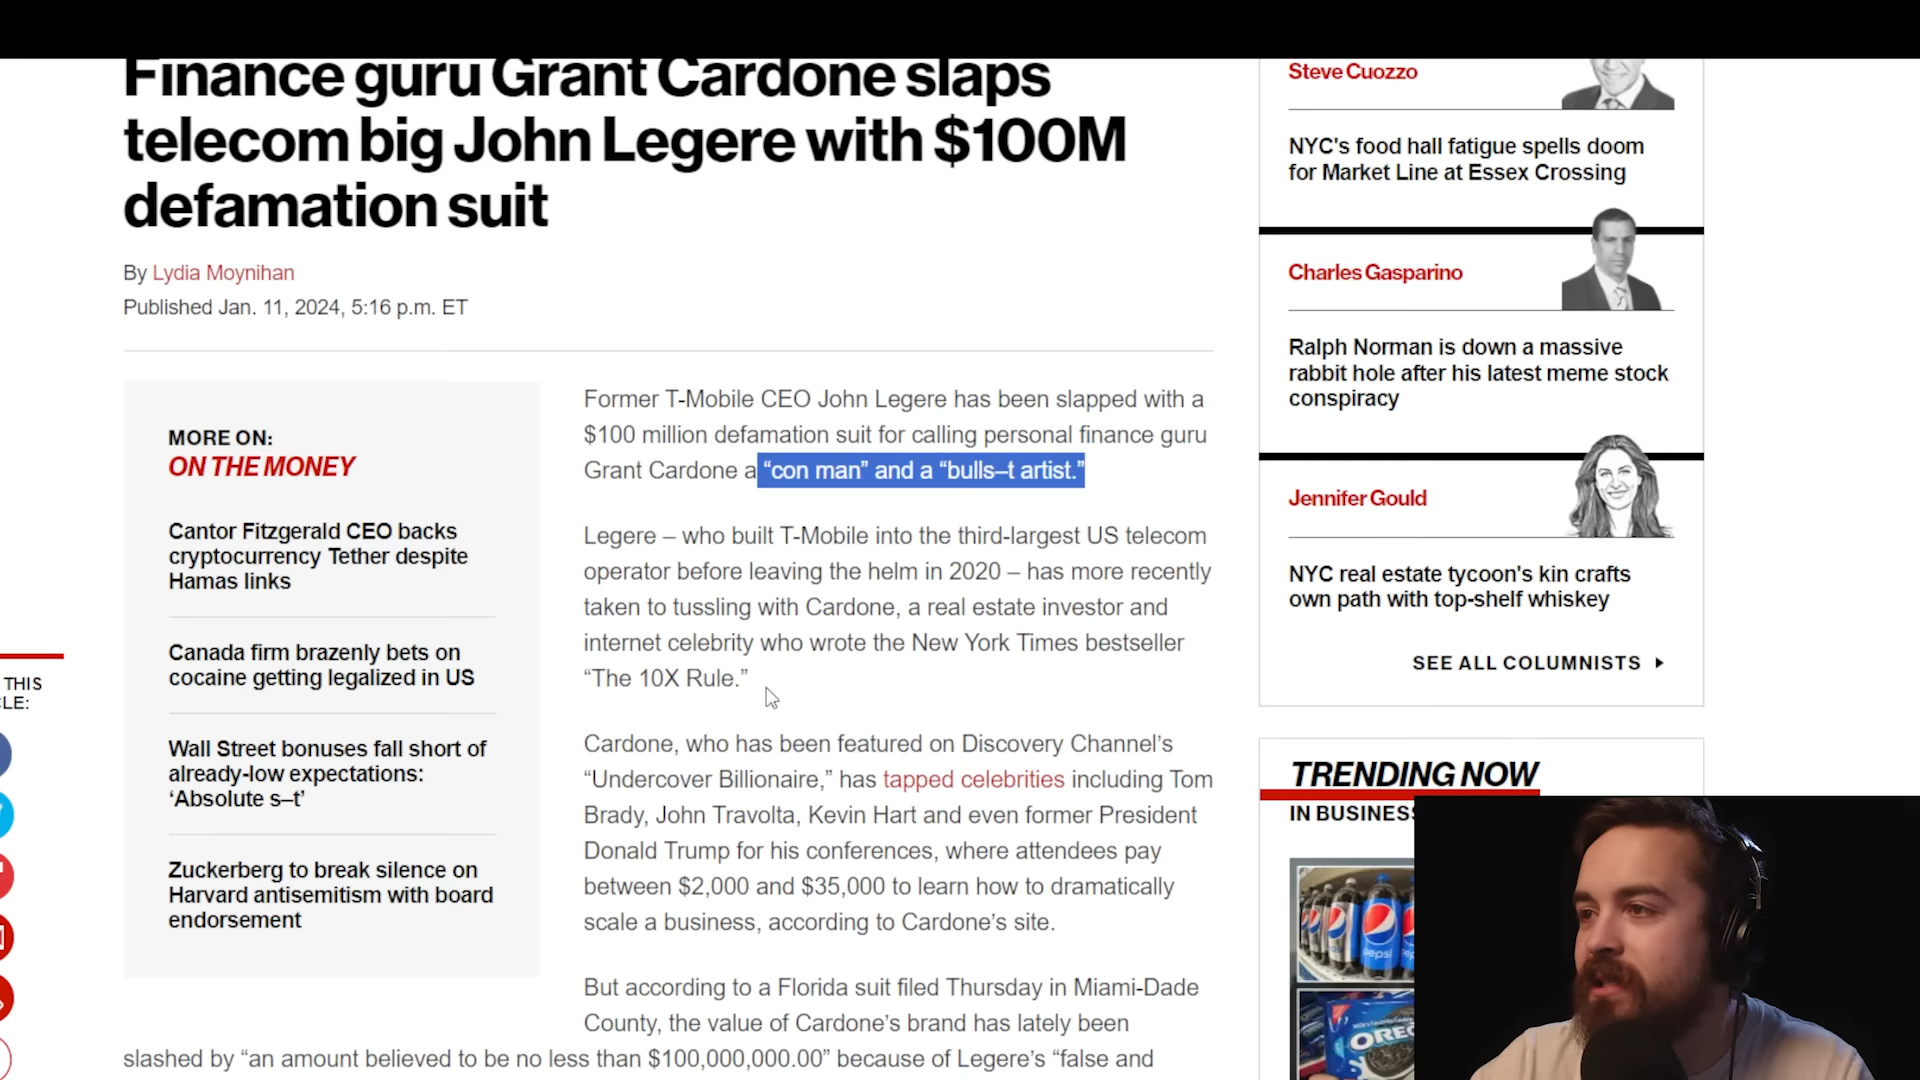 Finance guru Grant Cardone slaps
telecom big John Legere with $100M
defamation suit
By Lydia Moynihan
Published Jan. 11, 2024, 5:16 p.m. ET
THIS
CLE:
MORE ON:
ON THE MONEY
Cantor Fitzgerald CEO backs
cryptocurrency Tether despite
Hamas links
Canada firm brazenly bets on
cocaine getting legalized in US
Wall Street bonuses fall short of
already-low expectations:
‘Absolute s–t’
Zuckerberg to break silence on
Harvard antisemitism with board
endorsement
Former T-Mobile CEO John Legere has been slapped with a
$100 million defamation suit for calling personal finance guru
Grant Cardone a “con man” and a “bulls–t artist.”
Legere – who built T-Mobile into the third-largest US telecom
operator before leaving the helm in 2020 – has more recently
taken to tussling with Cardone, a real estate investor and
internet celebrity who wrote the New York Times bestseller
“The 10X Rule.”
Cardone, who has been featured on Discovery Channel’s
“Undercover Billionaire,” has tapped celebrities including Tom
Brady, John Travolta, Kevin Hart and even former President
Donald Trump for his conferences, where attendees pay
between $2,000 and $35,000 to learn how to dramatically
scale a business, according to Cardone’s site.
But according to a Florida suit filed Thursday in Miami-Dade
County, the value of Cardone’s brand has lately been
slashed by “an amount believed to be no less than $100,000,000.00” because of Legere’s “false and
Steve Cuozzo
NYC's food hall fatigue spells doom
for Market Line at Essex Crossing
Charles Gasparino
Ralph Norman is down a massive
rabbit hole after his latest meme stock
conspiracy
Jennifer Gould
NYC real estate tycoon's kin crafts
own path with top-shelf whiskey
SEE ALL COLUMNISTS
TRENDING NOW
IN BUSINESS
pepsi
OREO